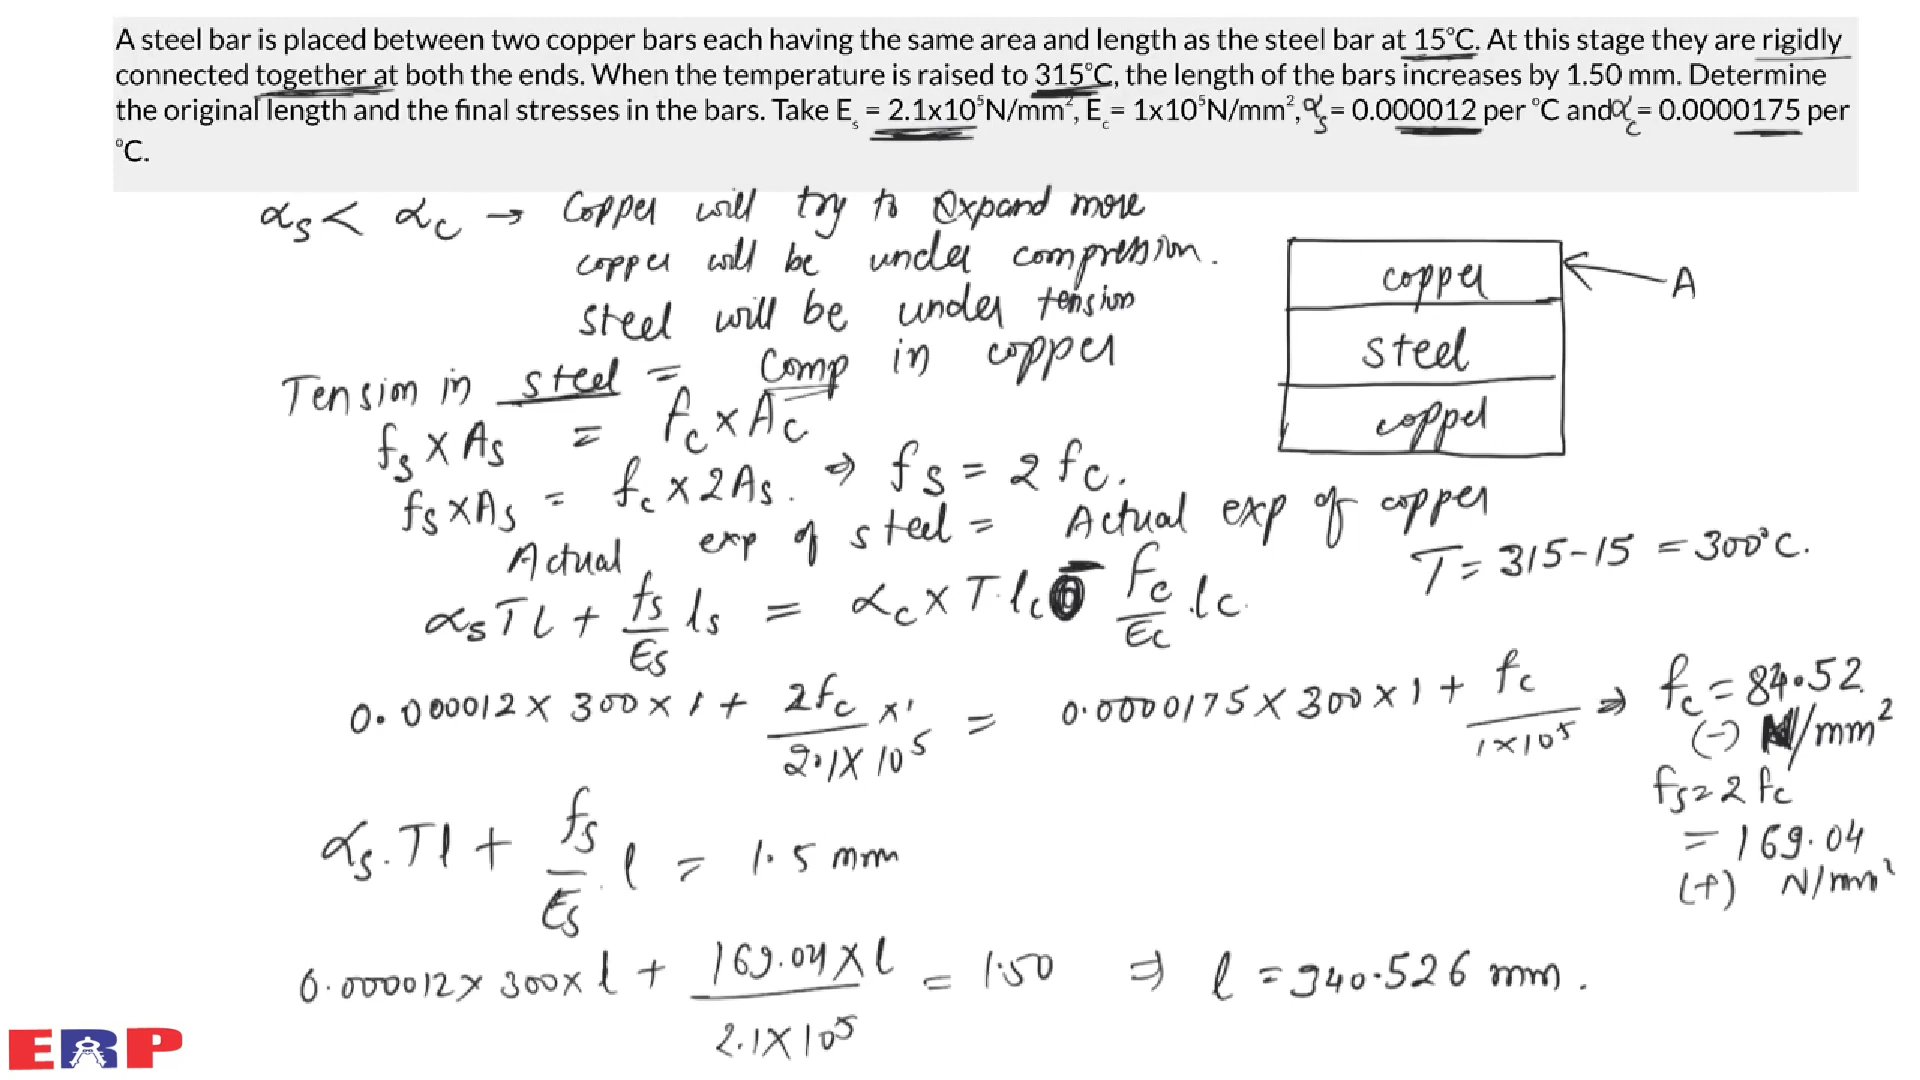 A steel bar is placed between two copper bars each having the same area and length as the steel bar at 15°C. At this stage they are rigidly
connected together at both the ends. When the temperature is raised to 315°C, the length of the bars increases by 1.50 mm. Determine
the original length and the final stresses in the bars. Take Es = 2.1x10⁵N/mm², Ec = 1x10⁵N/mm², αs = 0.000012 per °C and αc = 0.0000175 per
°C.
αs < αc → Copper will try to expand more
copper will be under compression.
steel will be under tension
copper
steel
copper
← A
Tension in steel = Comp in copper
fs x As = fc x Ac
fs x As = fc x 2As. ⇒ fs = 2fc.
Actual exp of steel = Actual exp of copper
T = 315-15 = 300°C.
αsTl + fs/Es ls = αc x T.lc - fc/Ec .lc.
0.000012 x 300 x 1 + 2fc/2.1x10⁵ x1 = 0.0000175 x 300 x 1 + fc/1x10⁵ ⇒ fc = 84.52
(-) N/mm²
fs = 2fc
= 169.04
(+) N/mm²
αs.Tl + fs/Es .l = 1.5 mm
0.000012 x 300 x l + 169.04 x l/2.1x10⁵ = 1.50 ⇒ l = 340.526 mm.
ERP